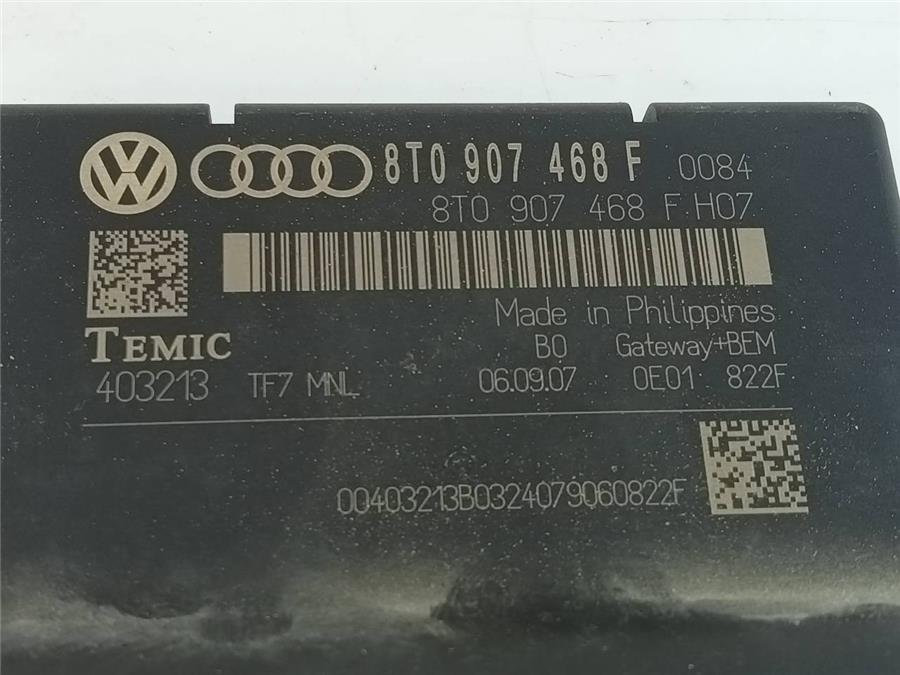 8T0 907 468 F 0084
8T0 907 468 F H07
Made in Philippines
TEMIC B0 Gateway+BEM
403213 TF7 MNL 06.09.07 0E01 822F
00403213B0324079060822F